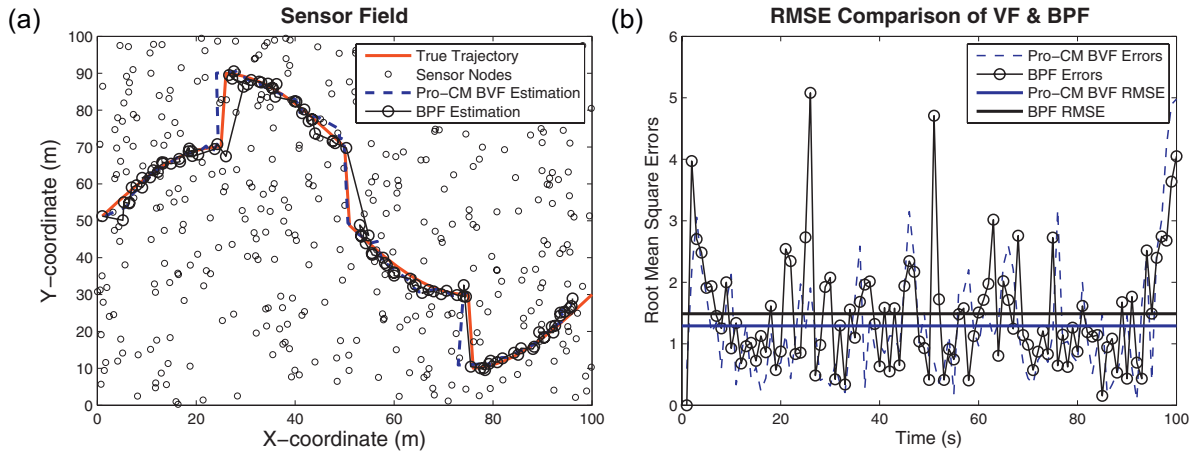 (a)
Sensor Field
100
90
80
70
60
50
40
30
20
10
0
0
20
40
60
80
100
Y−coordinate (m)
X−coordinate (m)
True Trajectory
Sensor Nodes
Pro−CM BVF Estimation
BPF Estimation
(b)
RMSE Comparison of VF & BPF
6
5
4
3
2
1
0
0
20
40
60
80
100
Root Mean Square Errors
Time (s)
Pro−CM BVF Errors
BPF Errors
Pro−CM BVF RMSE
BPF RMSE